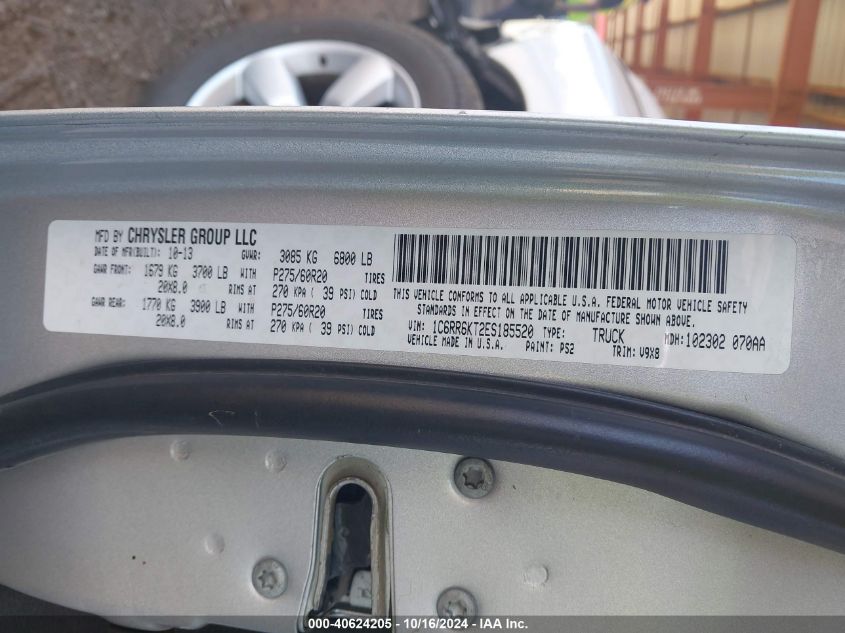 MFD BY CHRYSLER GROUP LLC
DATE OF MFR(BUILT): 10-13 GVWR: 3085 KG 6800 LB
GAWR FRONT: 1679 KG 3700 LB WITH P275/60R20 TIRES
20X8.0 RIMS AT 270 KPA ( 39 PSI) COLD
GAWR REAR: 1770 KG 3900 LB WITH P275/60R20 TIRES
20X8.0 RIMS AT 270 KPA ( 39 PSI) COLD
THIS VEHICLE CONFORMS TO ALL APPLICABLE U.S.A. FEDERAL MOTOR VEHICLE SAFETY
STANDARDS IN EFFECT ON THE DATE OF MANUFACTURE SHOWN ABOVE.
VIN: 1C6RR6KT2ES185520 TYPE: TRUCK MDH:102302 070AA
VEHICLE MADE IN U.S.A. PAINT: PS2 TRIM: V9X8
000-40624205 - 10/16/2024 - IAA, Inc.